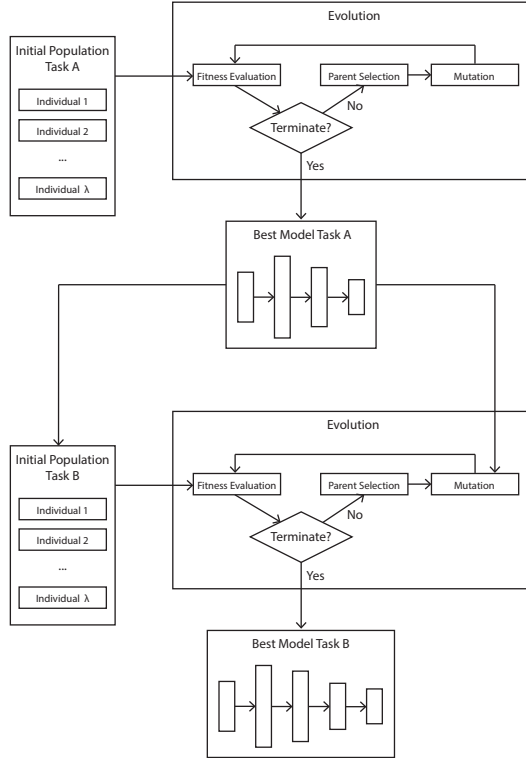 Evolution
Initial Population
Task A
Individual 1
Individual 2
...
Individual λ
Fitness Evaluation
Parent Selection
Mutation
No
Terminate?
Yes
Best Model Task A
Evolution
Initial Population
Task B
Individual 1
Individual 2
...
Individual λ
Fitness Evaluation
Parent Selection
Mutation
No
Terminate?
Yes
Best Model Task B